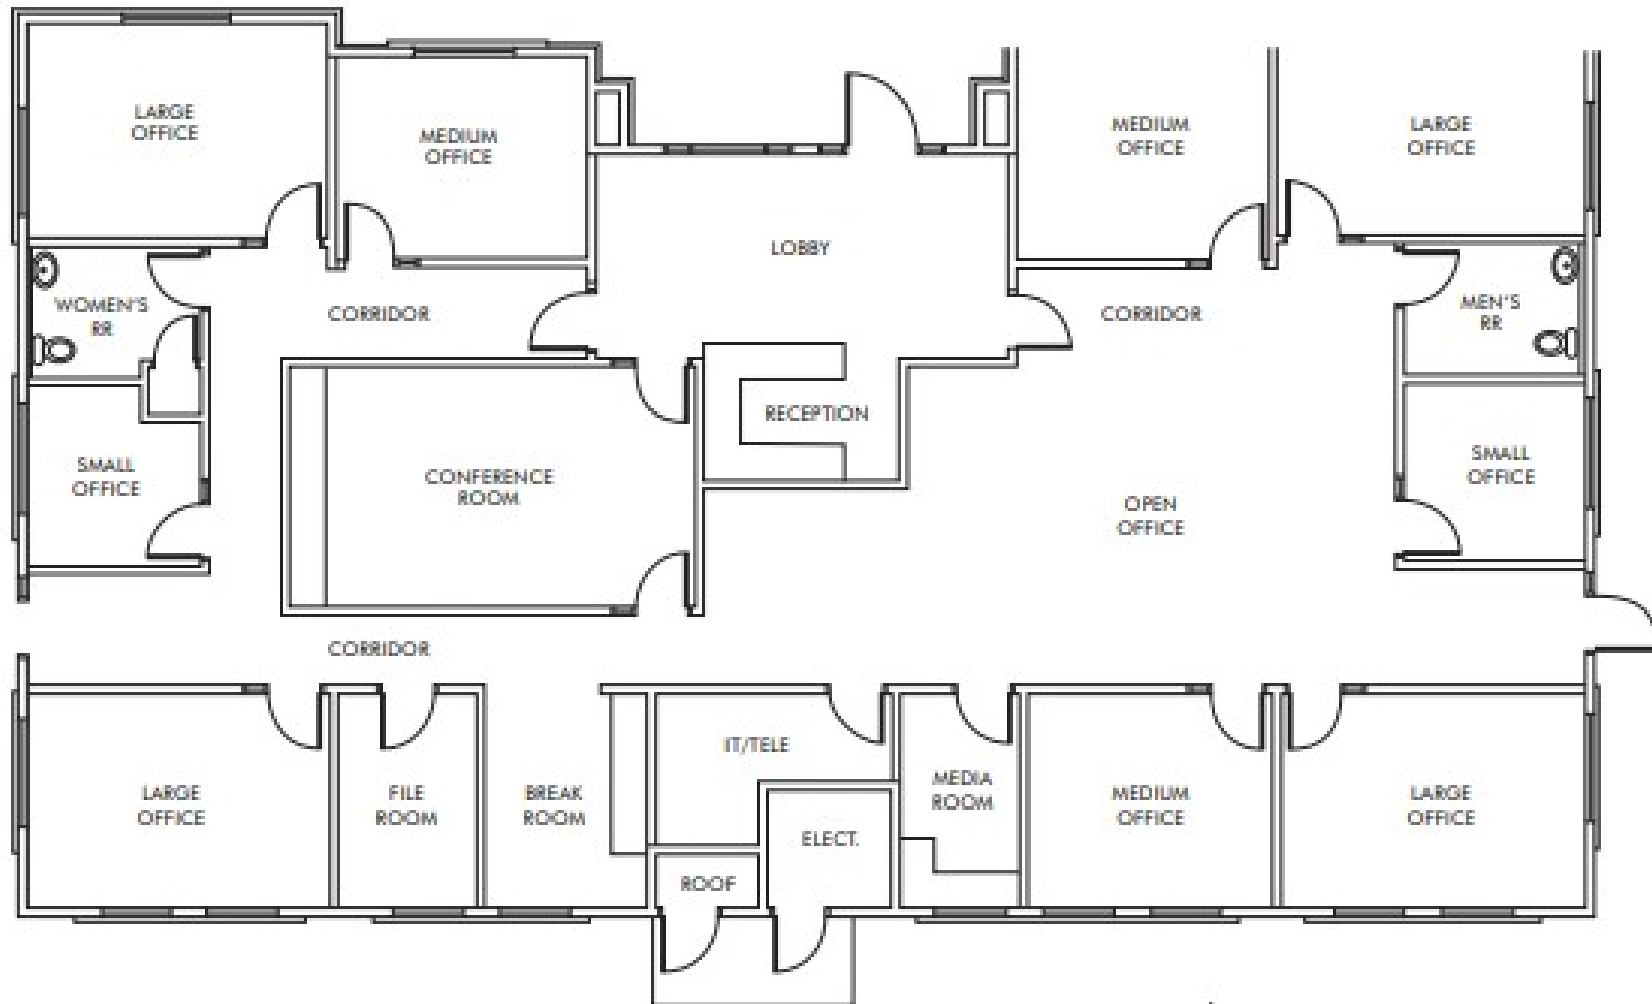 LARGE
OFFICE
MEDIUM
OFFICE
MEDIUM
OFFICE
LARGE
OFFICE
LOBBY
WOMEN'S
RR
CORRIDOR
CORRIDOR
MEN'S
RR
RECEPTION
SMALL
OFFICE
CONFERENCE
ROOM
OPEN
OFFICE
SMALL
OFFICE
CORRIDOR
LARGE
OFFICE
FILE
ROOM
BREAK
ROOM
IT/TELE
ELECT.
ROOF
MEDIA
ROOM
MEDIUM
OFFICE
LARGE
OFFICE